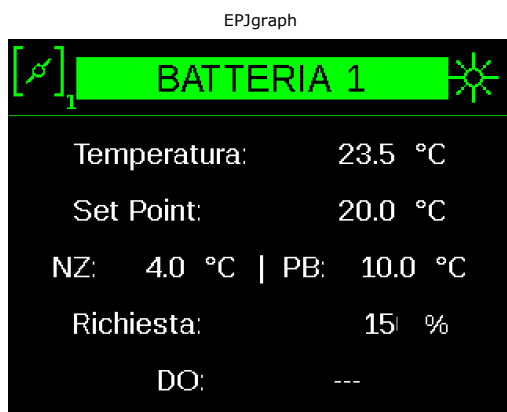 EPJgraph
BATTERIA 1
1
Temperatura: 23.5 °C
Set Point: 20.0 °C
NZ: 4.0 °C | PB: 10.0 °C
Richiesta: 15 %
DO: ---